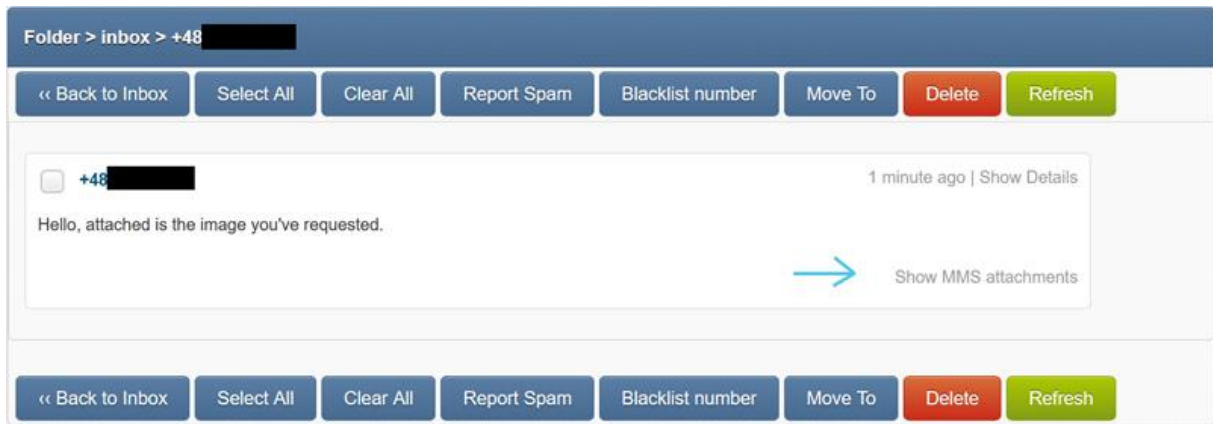 Folder > inbox > +48
‹‹ Back to Inbox Select All Clear All Report Spam Blacklist number Move To Delete Refresh
+48 1 minute ago | Show Details
Hello, attached is the image you've requested.
Show MMS attachments
‹‹ Back to Inbox Select All Clear All Report Spam Blacklist number Move To Delete Refresh